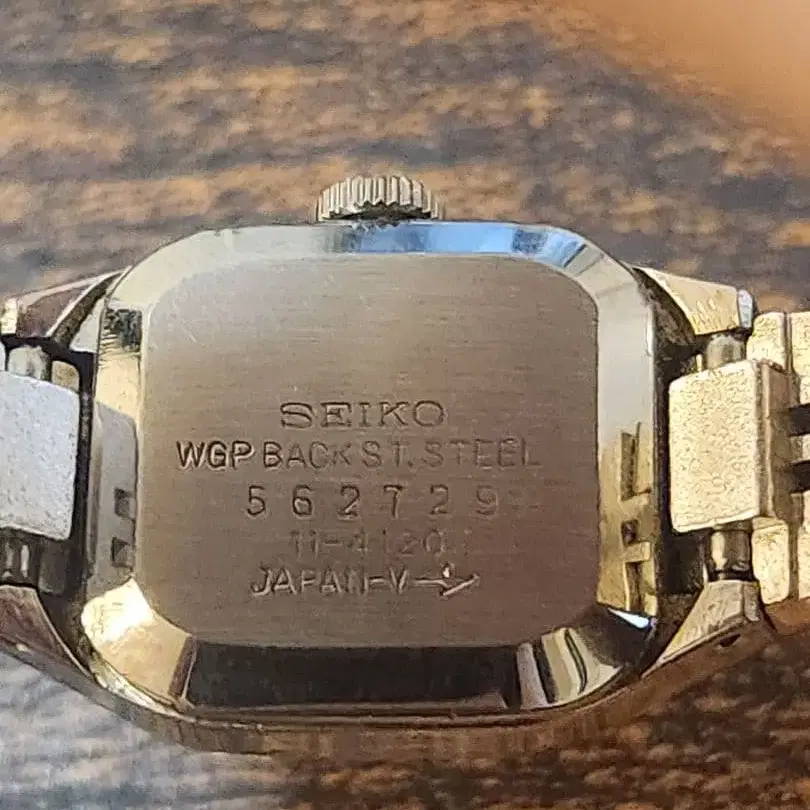 SEIKO
WGP BACK ST. STEEL
562729
11-4120
JAPAN-V